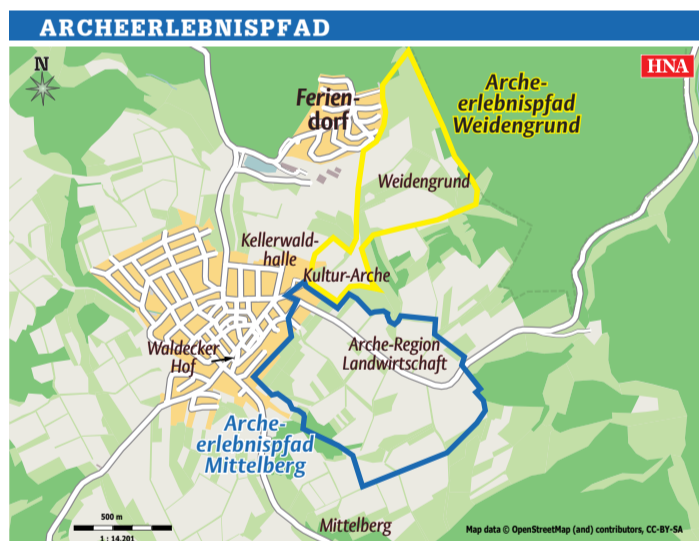 ARCHEERLEBNISPFAD
N
HNA
Ferien-
dorf
Arche-
erlebnispfad
Weidengrund
Weidengrund
Kellerwald-
halle
Kultur-Arche
Waldecker
Hof
Arche-Region
Landwirtschaft
Arche-
erlebnispfad
Mittelberg
Mittelberg
500 m
1 : 14.201
Map data © OpenStreetMap (and) contributors, CC-BY-SA